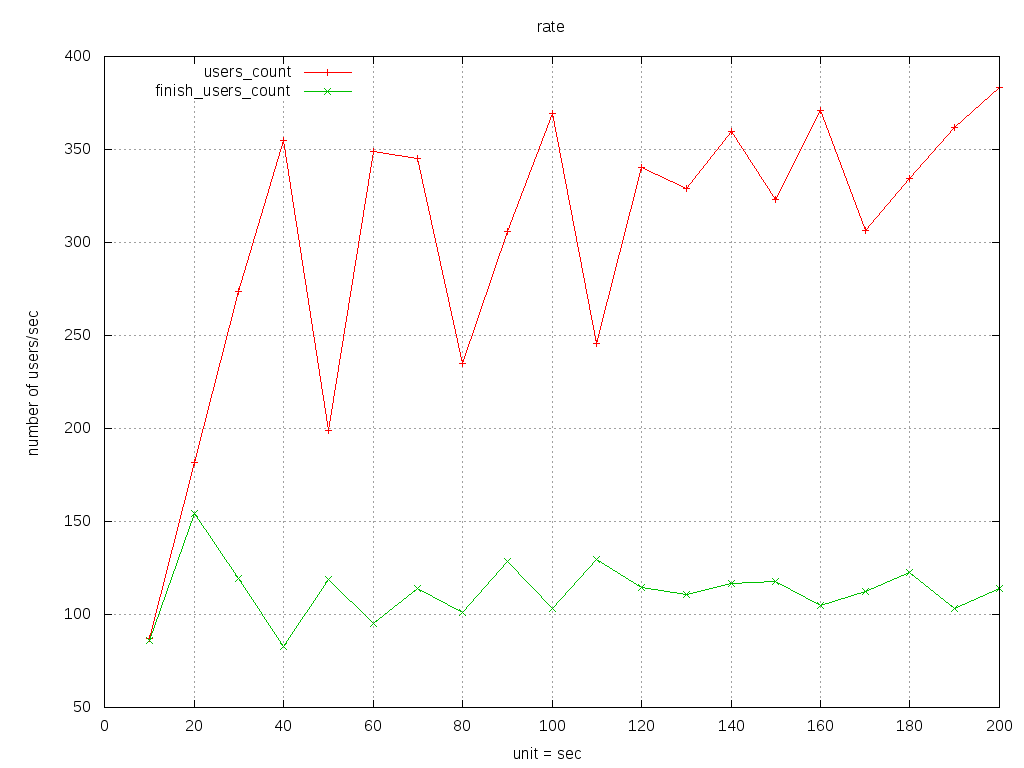 rate
400
350
300
250
200
150
100
50
users_count
finish_users_count
number of users/sec
0 20 40 60 80 100 120 140 160 180 200
unit = sec